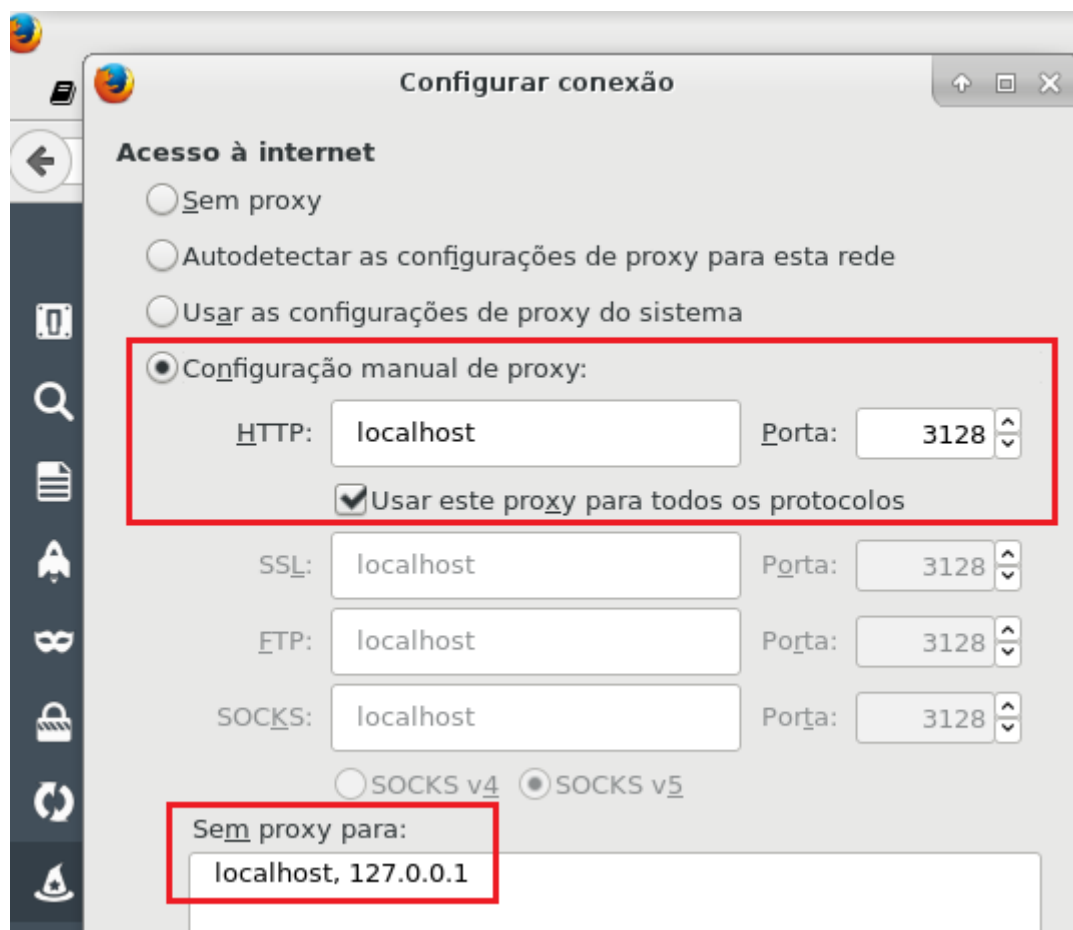 Configurar conexão
Acesso à internet
Sem proxy
Autodetectar as configurações de proxy para esta rede
Usar as configurações de proxy do sistema
Configuração manual de proxy:
HTTP: localhost Porta: 3128
Usar este proxy para todos os protocolos
SSL: localhost Porta: 3128
FTP: localhost Porta: 3128
SOCKS: localhost Porta: 3128
SOCKS v4 SOCKS v5
Sem proxy para:
localhost, 127.0.0.1